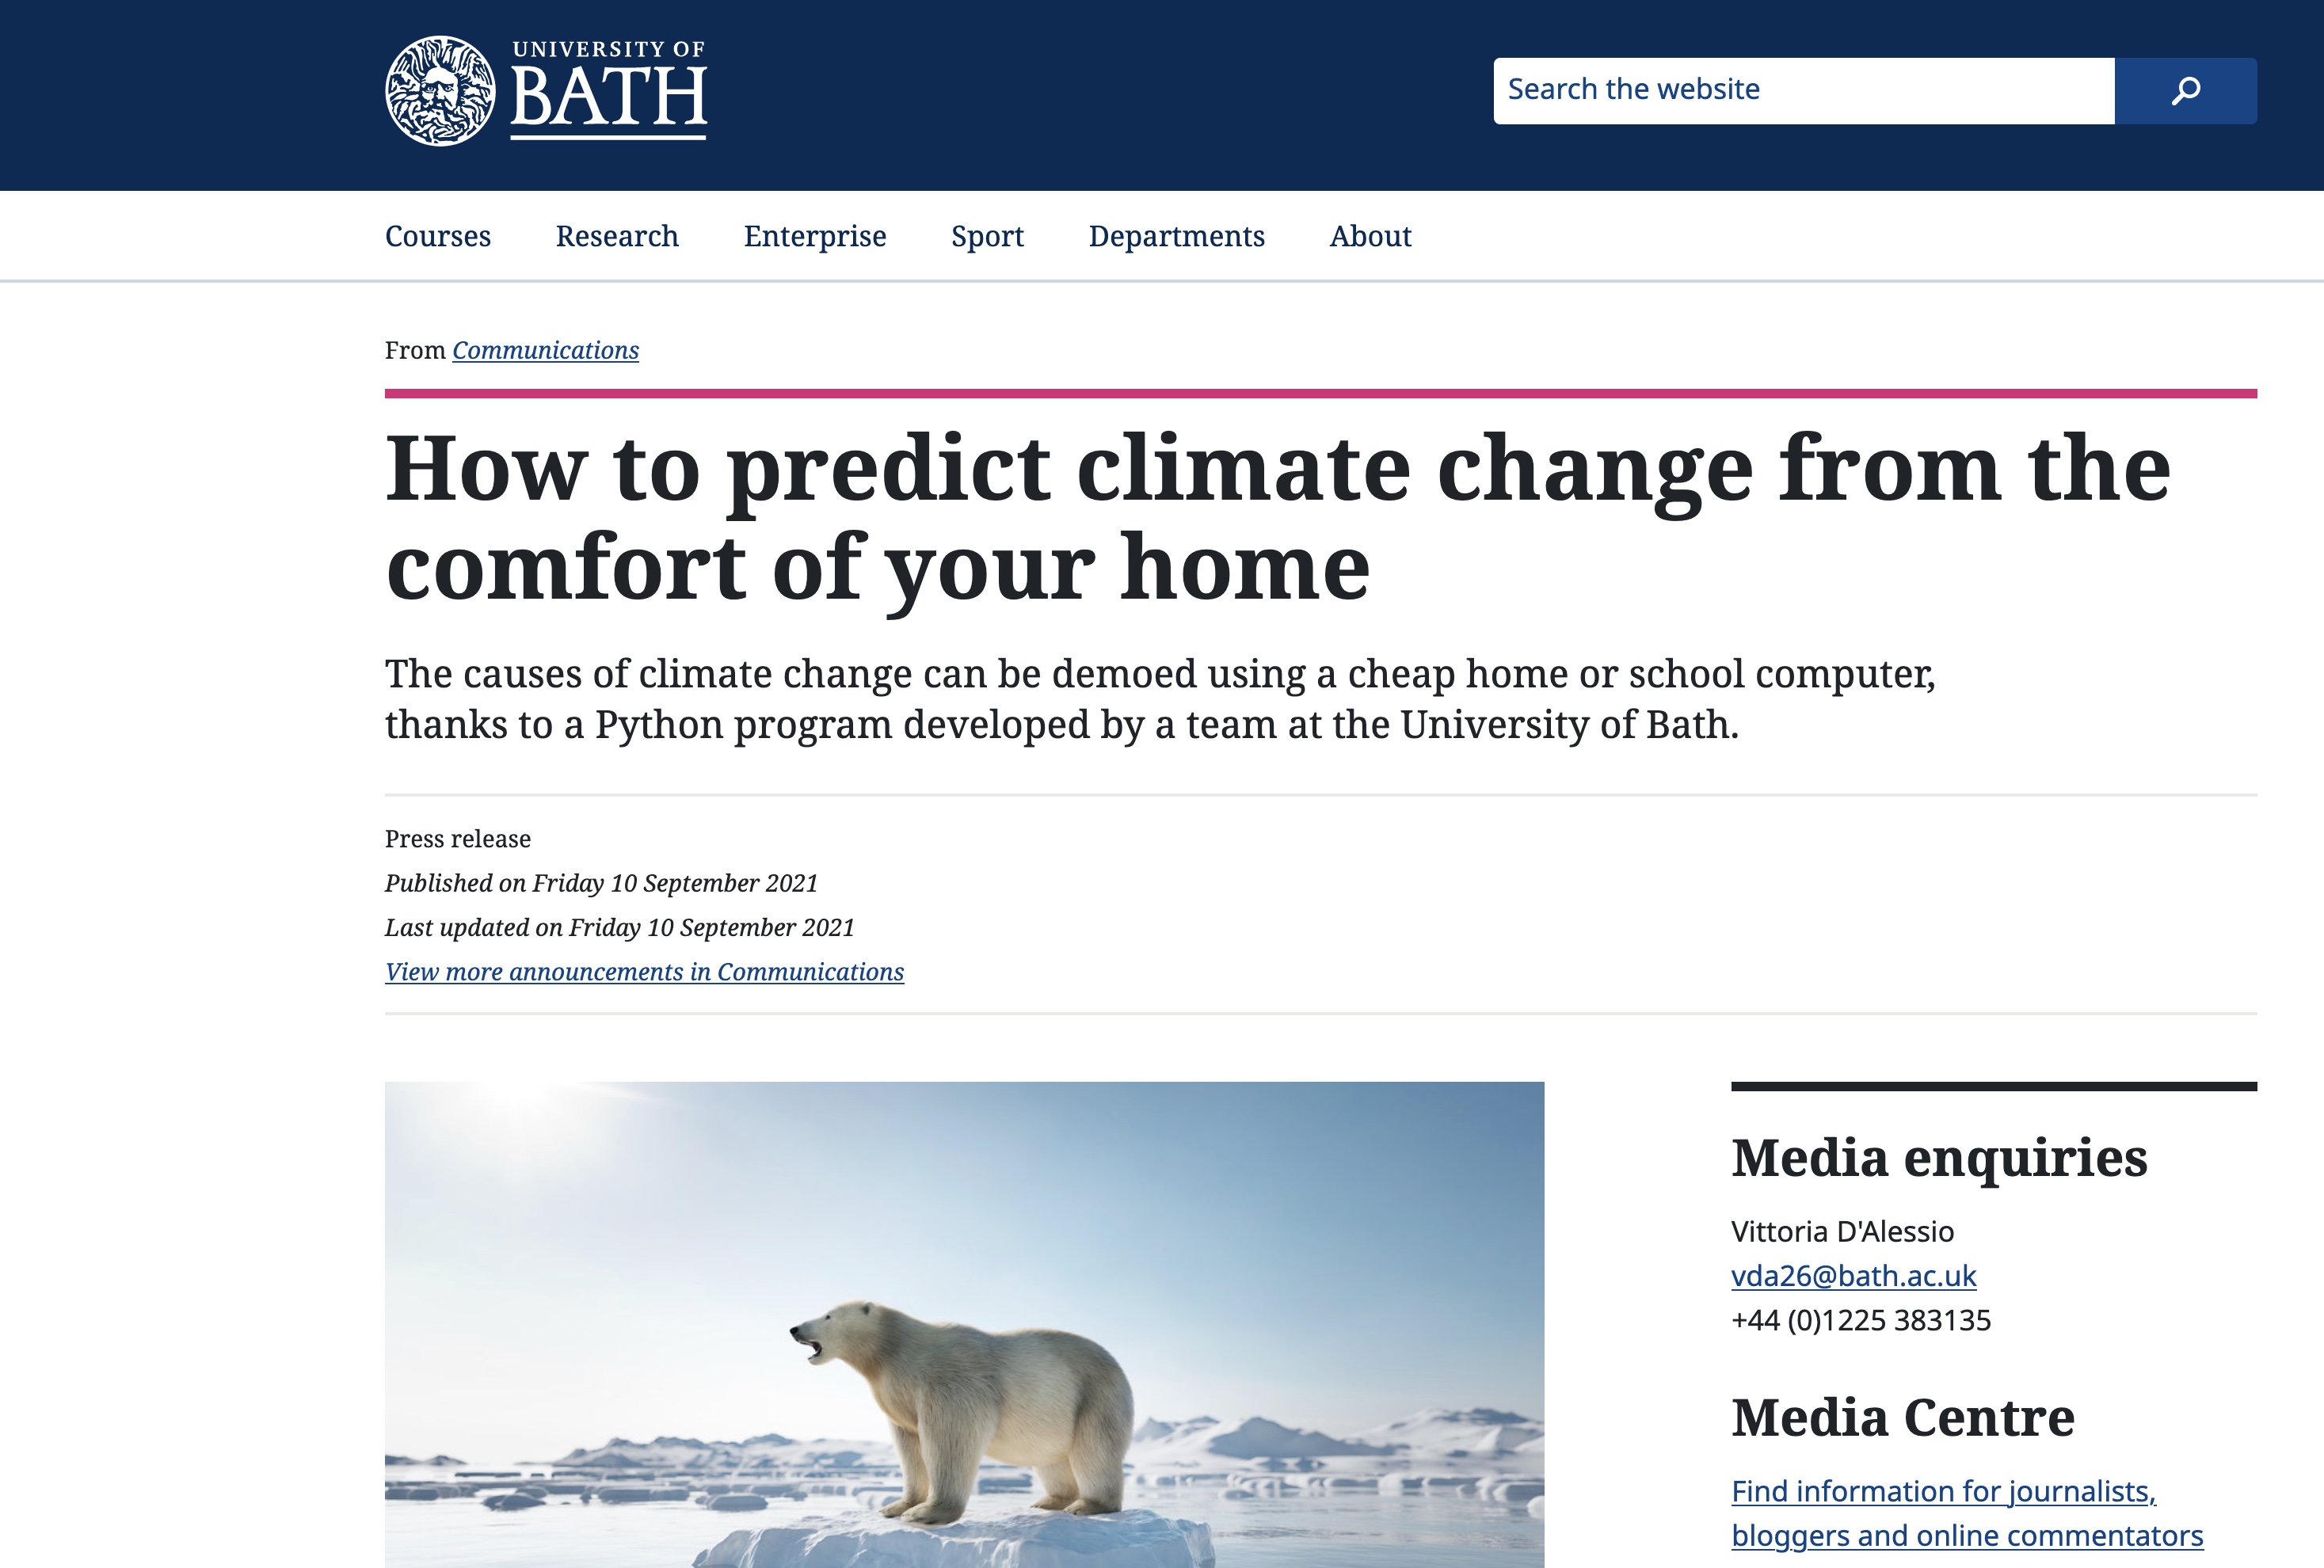 UNIVERSITY OF
BATH
Search the website
Courses Research Enterprise Sport Departments About
From Communications
How to predict climate change from the
comfort of your home
The causes of climate change can be demoed using a cheap home or school computer,
thanks to a Python program developed by a team at the University of Bath.
Press release
Published on Friday 10 September 2021
Last updated on Friday 10 September 2021
View more announcements in Communications
Media enquiries
Vittoria D'Alessio
vda26@bath.ac.uk
+44 (0)1225 383135
Media Centre
Find information for journalists,
bloggers and online commentators